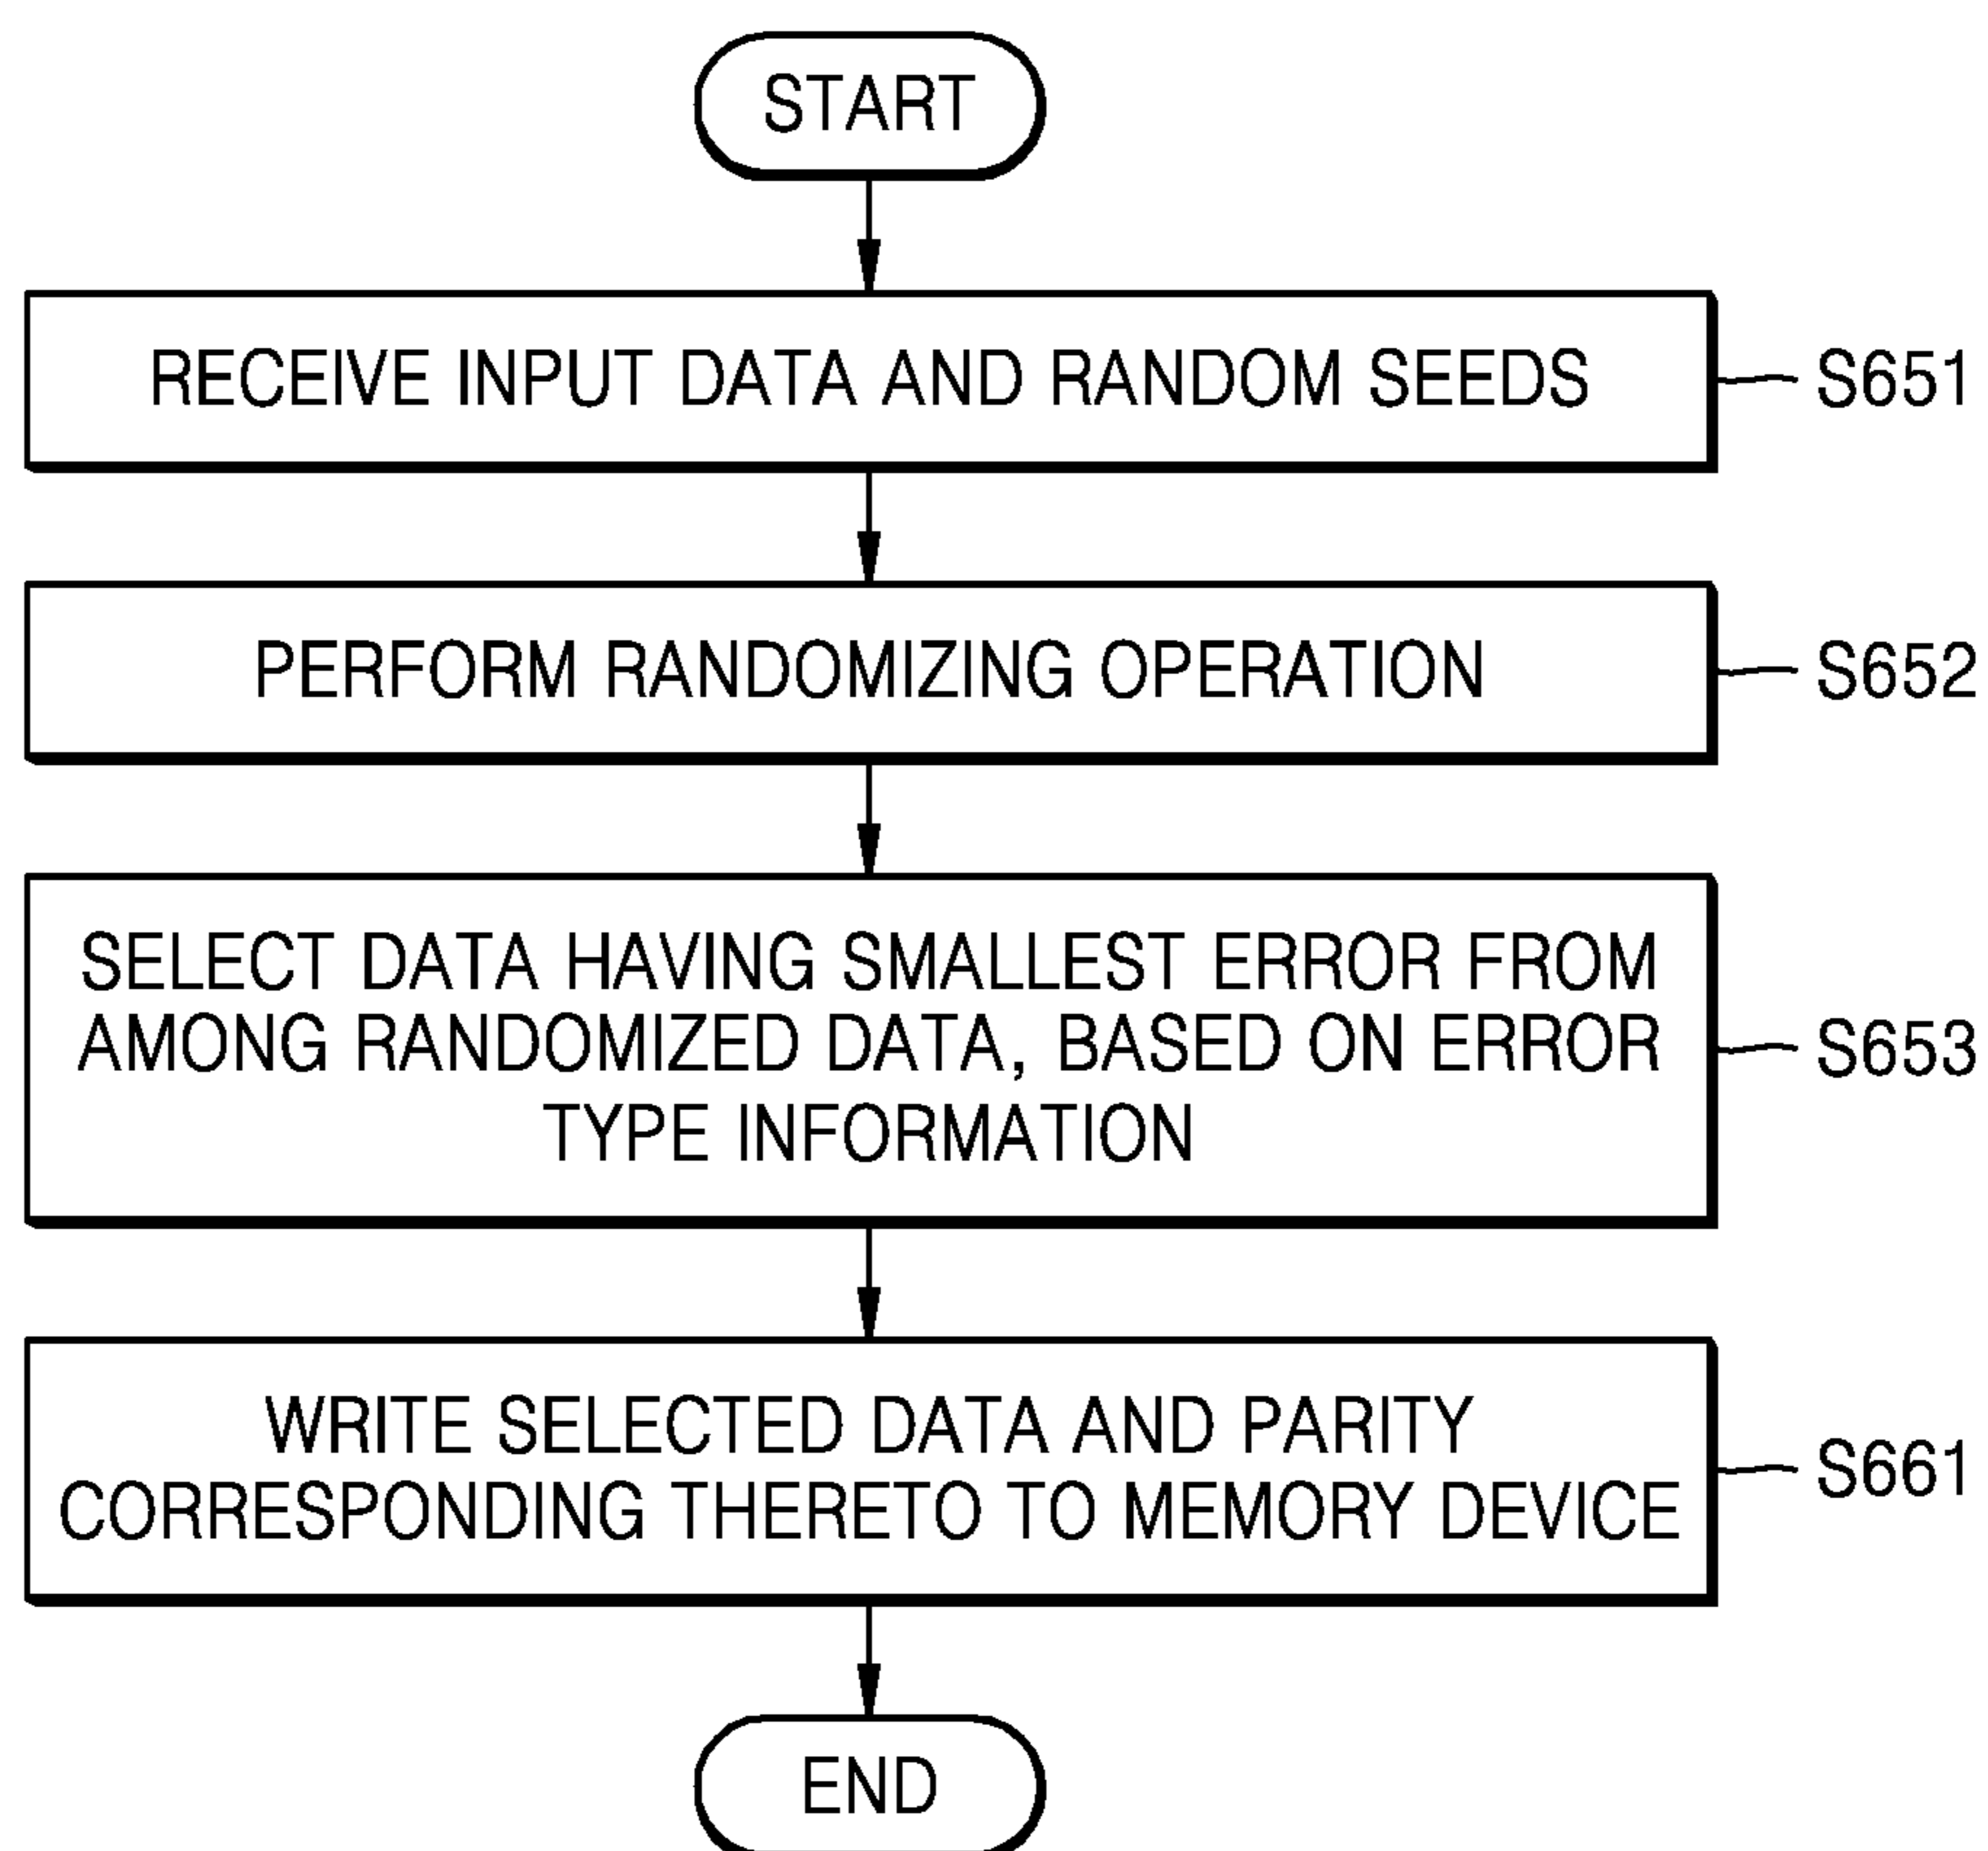 START
RECEIVE INPUT DATA AND RANDOM SEEDS
S651
PERFORM RANDOMIZING OPERATION
S652
SELECT DATA HAVING SMALLEST ERROR FROM
AMONG RANDOMIZED DATA, BASED ON ERROR
TYPE INFORMATION
S653
WRITE SELECTED DATA AND PARITY
CORRESPONDING THERETO TO MEMORY DEVICE
S661
END